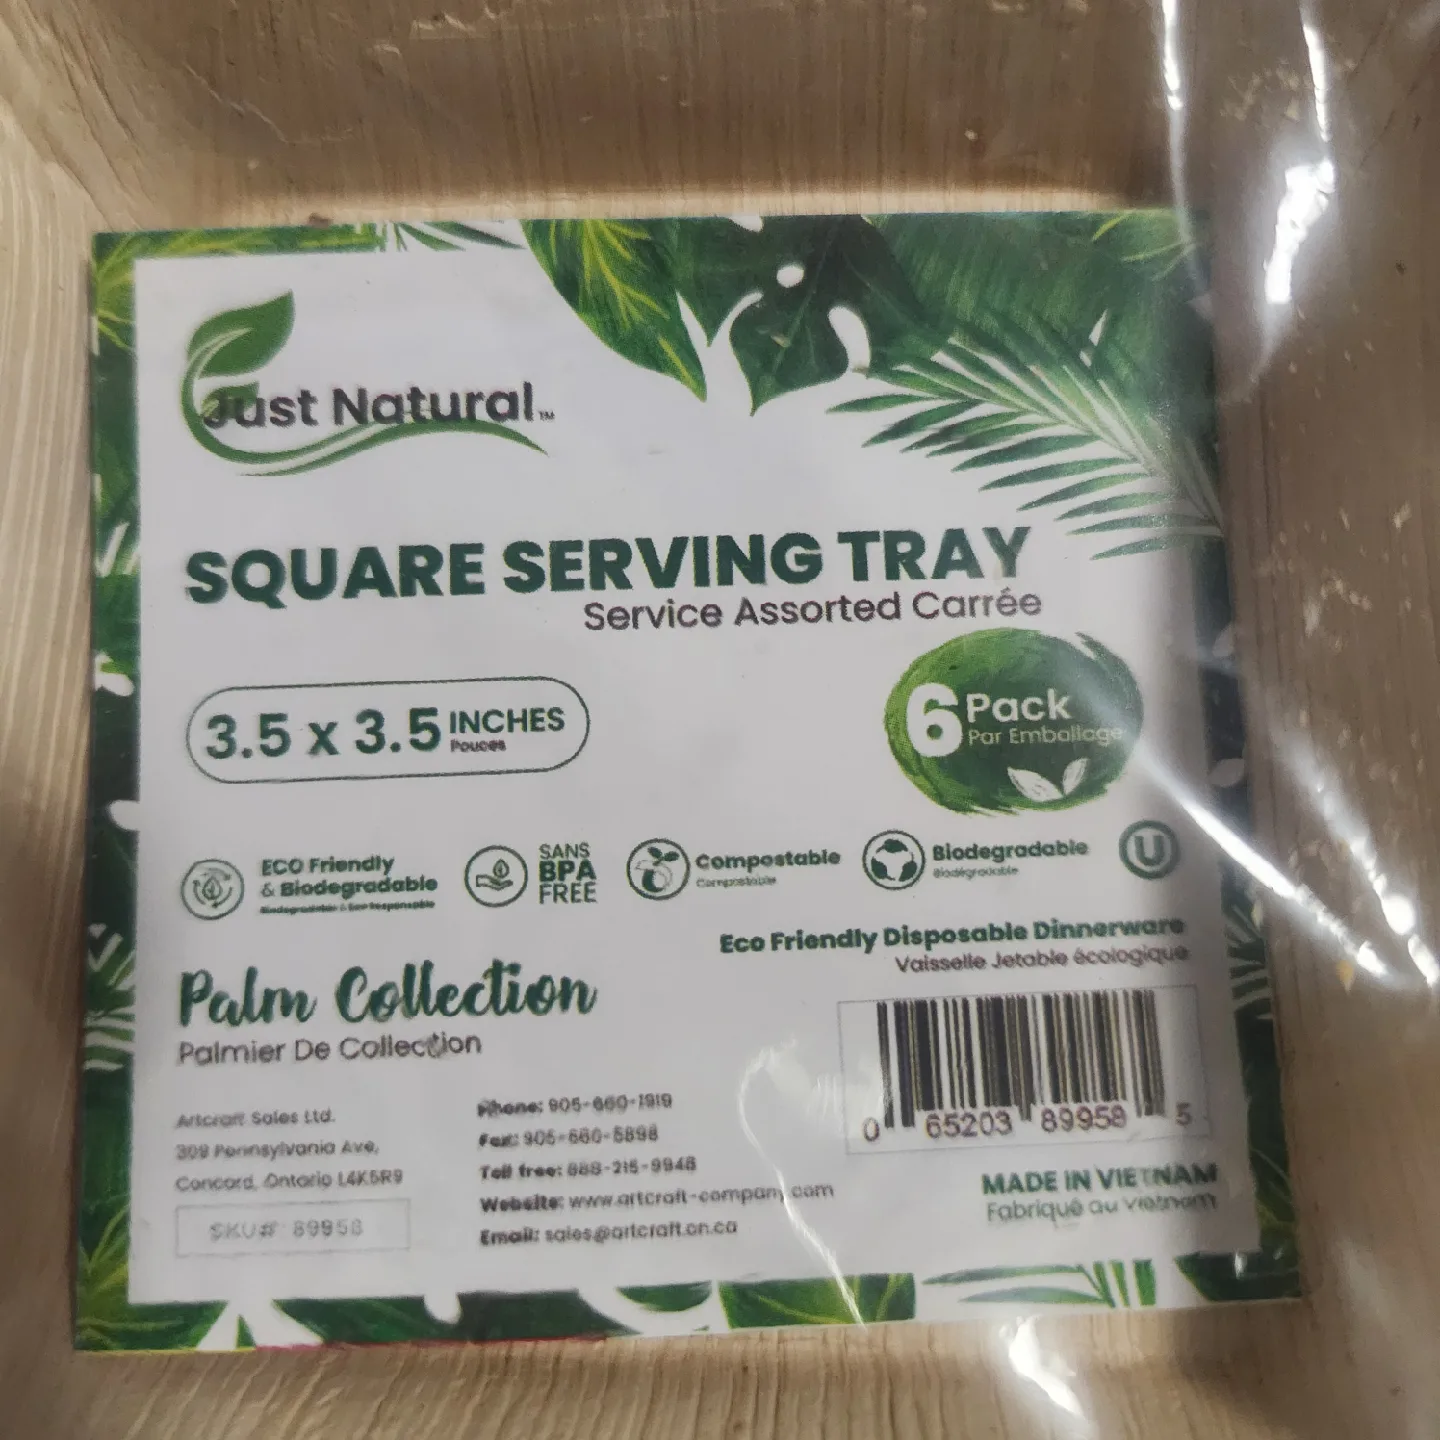 Just Natural™
SQUARE SERVING TRAY
Service Assorted Carrée
3.5 x 3.5 INCHES
Pouces
6 Pack
Par Emballage
ECO Friendly
& Biodegradable
SANS
BPA
FREE
Compostable
Compostable
Biodegradable
Biodégradable
U
Eco Friendly Disposable Dinnerware
Vaisselle Jetable écologique
Palm Collection
Palmier De Collection
Artcraft Sales Ltd.
309 Pennsylvania Ave,
Concord, Ontario L4K5R9
SKU# 89958
Phone: 905-660-1919
Fax: 905-660-5898
Toll free: 888-215-9948
Website: www.artcraft-company.com
Email: sales@artcraft.on.ca
0 65203 89958 5
MADE IN VIETNAM
Fabriqué au Vietnam